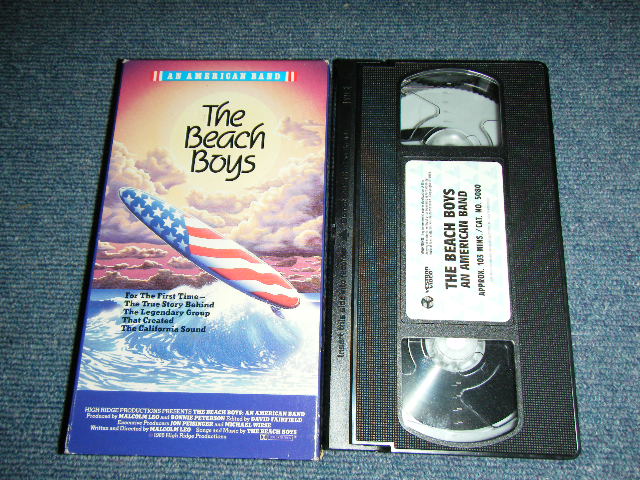 AN AMERICAN BAND
The
Beach
Boys
For The First Time—
The True Story Behind
The Legendary Group
That Created
The California Sound
HIGH RIDGE PRODUCTIONS PRESENTS THE BEACH BOYS: AN AMERICAN BAND
Produced by MALCOLM LEO and BONNIE PETERSON Edited by DAVID FAIRFIELD
Executive Producers JON PEISINGER and MICHAEL WIESE
Written and Directed by MALCOLM LEO Songs and Music by THE BEACH BOYS
©1985 High Ridge Productions
THE BEACH BOYS
AN AMERICAN BAND
APPROX. 103 MINS./CAT. NO. 5080
Insert this side into